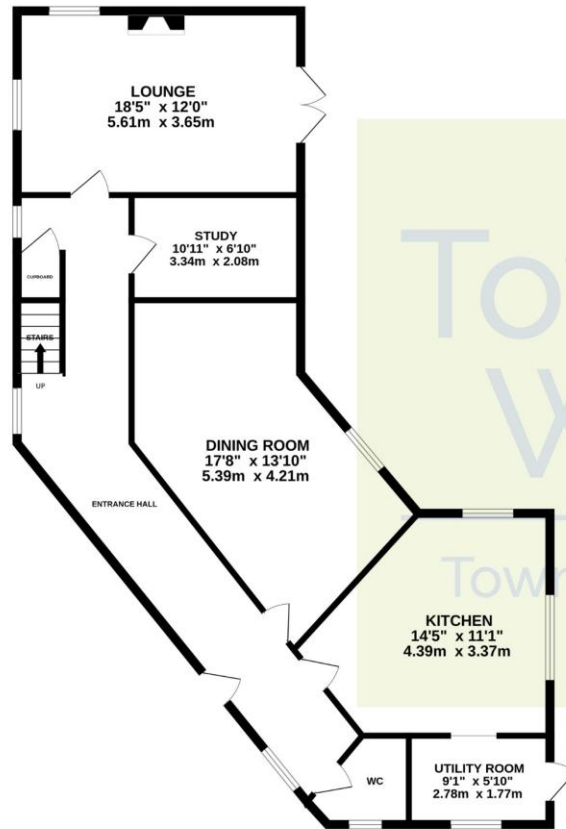 LOUNGE
18'5" x 12'0"
5.61m x 3.65m
STUDY
10'11" x 6'10"
3.34m x 2.08m
CUPBOARD
STAIRS
UP
DINING ROOM
17'8" x 13'10"
5.39m x 4.21m
ENTRANCE HALL
KITCHEN
14'5" x 11'1"
4.39m x 3.37m
UTILITY ROOM
9'1" x 5'10"
2.78m x 1.77m
WC